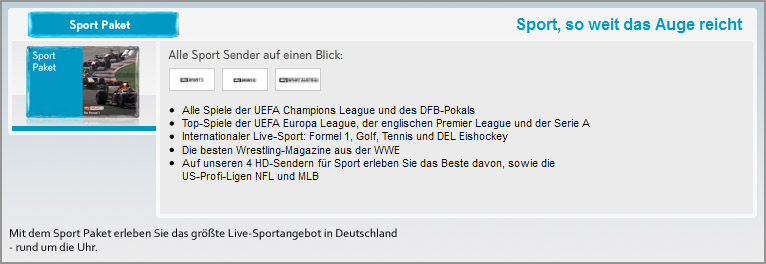 Sport Paket
Sport, so weit das Auge reicht
Sport
Paket
Alle Sport Sender auf einen Blick:
Alle Spiele der UEFA Champions League und des DFB-Pokals
Top-Spiele der UEFA Europa League, der englischen Premier League und der Serie A
Internationaler Live-Sport: Formel 1, Golf, Tennis und DEL Eishockey
Die besten Wrestling-Magazine aus der WWE
Auf unseren 4 HD-Sendern für Sport erleben Sie das Beste davon, sowie die
US-Profi-Ligen NFL und MLB
Mit dem Sport Paket erleben Sie das größte Live-Sportangebot in Deutschland
- rund um die Uhr.